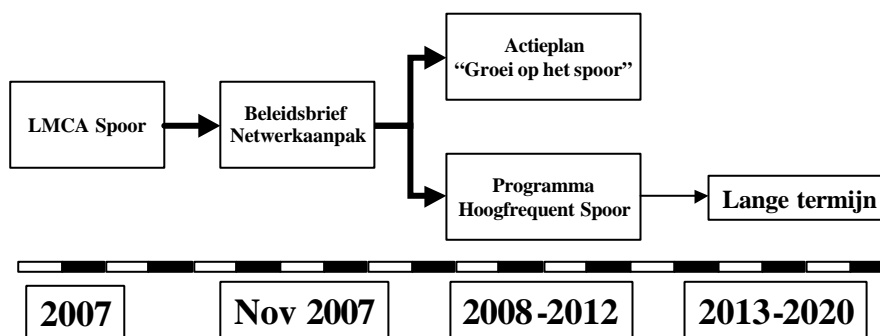 Actieplan
“Groei op het spoor”
LMCA Spoor
Beleidsbrief
Netwerkaanpak
Programma
Hoogfrequent Spoor
Lange termijn
2007
Nov 2007
2008-2012
2013-2020